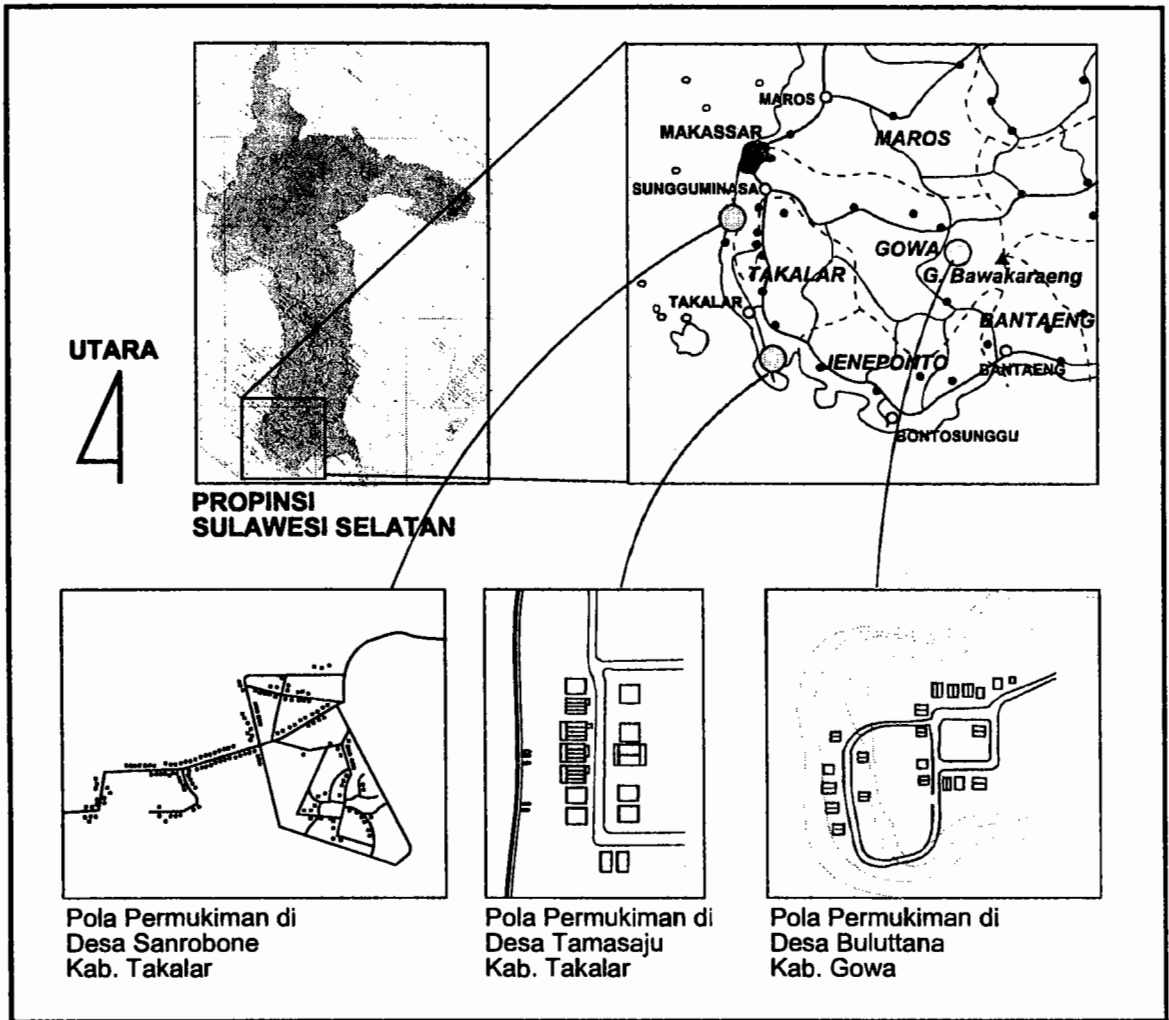 MAROS
MAKASSAR
MAROS
SUNGGUMINASA
GOWA
G. Bawakaraeng
TAKALAR
TAKALAR
BANTAENG
JENEPONTO
BANTAENG
BONTOSUNGGU
UTARA
PROPINSI
SULAWESI SELATAN
Pola Permukiman di
Desa Sanrobone
Kab. Takalar
Pola Permukiman di
Desa Tamasaju
Kab. Takalar
Pola Permukiman di
Desa Buluttana
Kab. Gowa